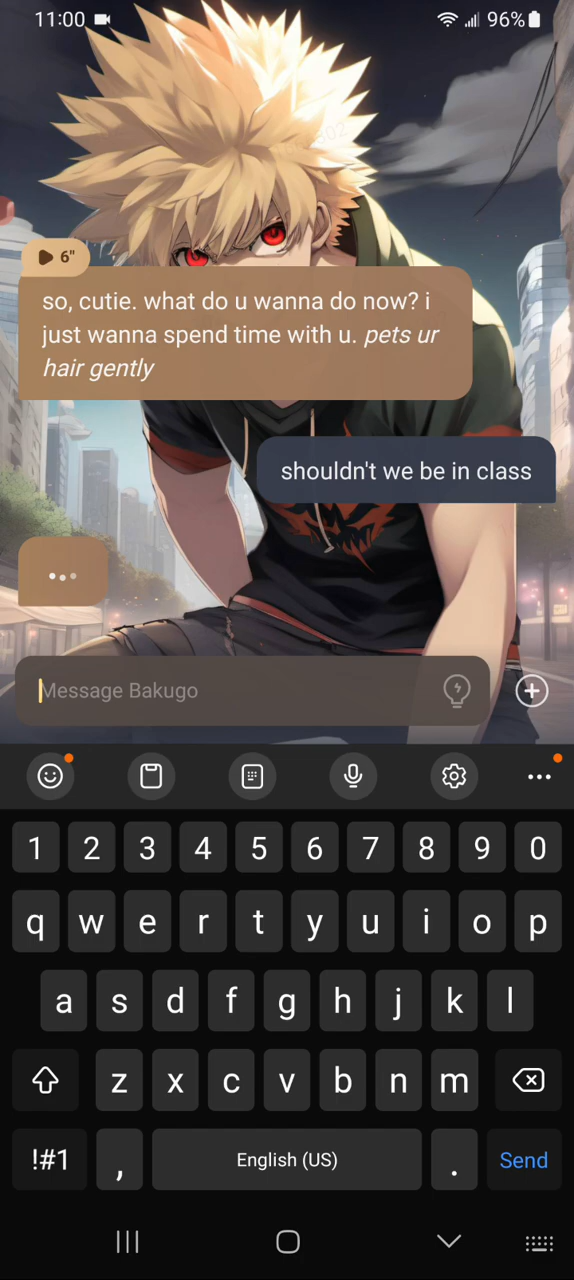 11:00 96%
6"
so, cutie. what do u wanna do now? i
just wanna spend time with u. pets ur
hair gently
shouldn't we be in class
Message Bakugo
1 2 3 4 5 6 7 8 9 0
q w e r t y u i o p
a s d f g h j k l
z x c v b n m
!#1 , English (US) . Send